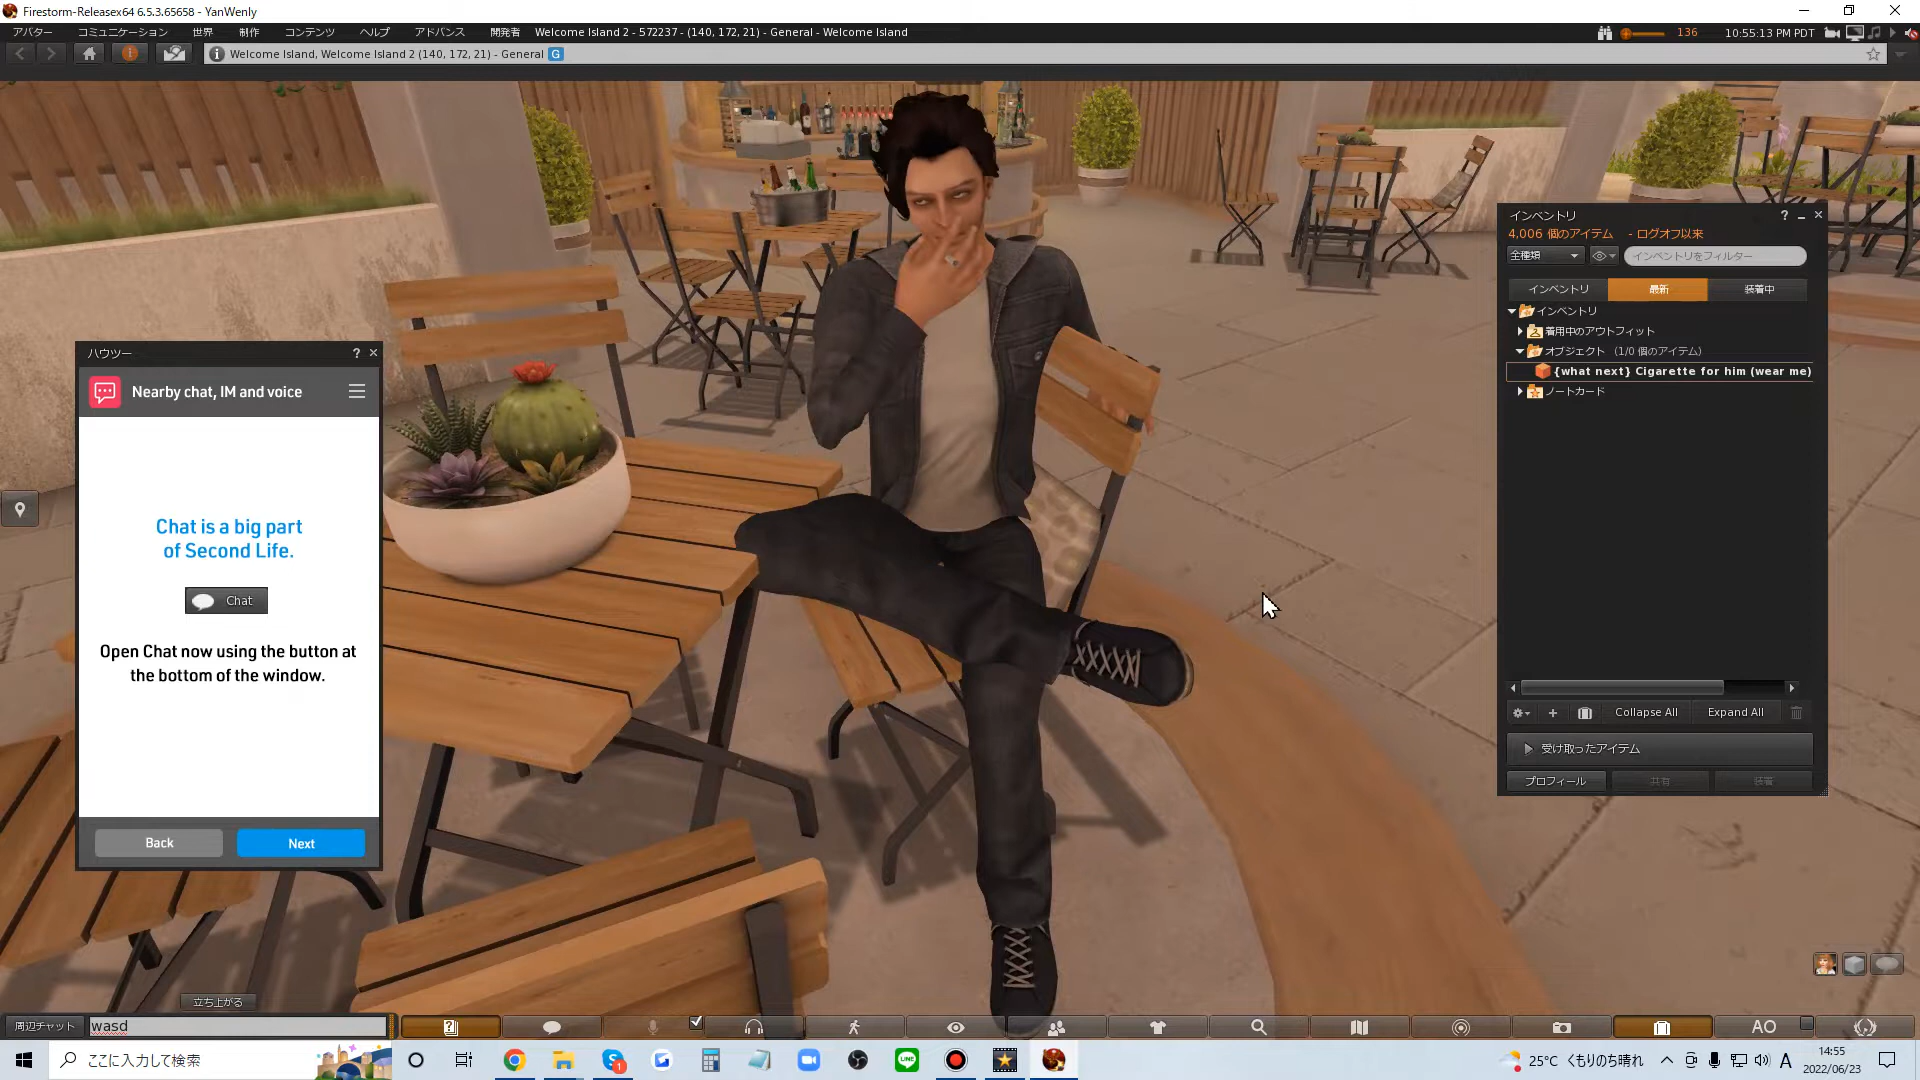 Firestorm-Releasex64 6.5.3.65658 - YanWenly
アバター コミュニケーション 世界 制作 コンテンツ ヘルプ アドバンス 開発者 Welcome Island 2 - 572237 - (140, 172, 21) - General - Welcome Island 136 10:55:13 PM PDT
Welcome Island, Welcome Island 2 (140, 172, 21) - General G
インベントリ ?
4,006 個のアイテム - ログオフ以来
全種類 インベントリをフィルター
インベントリ 最新 装着中
インベントリ
着用中のアウトフィット
オブジェクト (1/0 個のアイテム)
{what next} Cigarette for him (wear me)
ノートカード
Collapse All Expand All
受け取ったアイテム
プロフィール 共有 装着
ハウツー ?
Nearby chat, IM and voice
Chat is a big part
of Second Life.
Chat
Open Chat now using the button at
the bottom of the window.
Back Next
立ち上がる
周辺チャット wasd AO
ここに入力して検索 25°C くもりのち晴れ A 14:55
2022/06/23